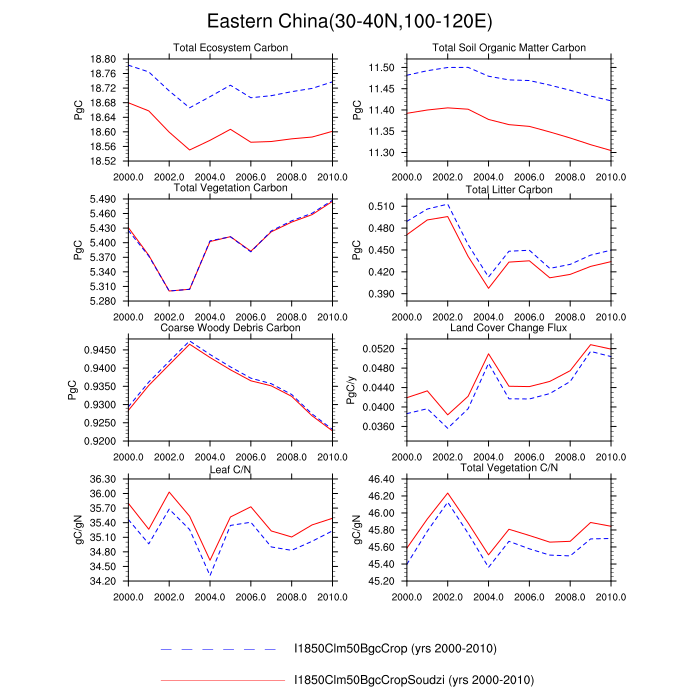 Eastern China(30-40N,100-120E)
Total Ecosystem Carbon
PgC
18.80
18.76
18.72
18.68
18.64
18.60
18.56
18.52
2000.0 2002.0 2004.0 2006.0 2008.0 2010.0
Total Soil Organic Matter Carbon
PgC
11.50
11.45
11.40
11.35
11.30
2000.0 2002.0 2004.0 2006.0 2008.0 2010.0
Total Vegetation Carbon
PgC
5.490
5.460
5.430
5.400
5.370
5.340
5.310
5.280
2000.0 2002.0 2004.0 2006.0 2008.0 2010.0
Total Litter Carbon
PgC
0.510
0.480
0.450
0.420
0.390
2000.0 2002.0 2004.0 2006.0 2008.0 2010.0
Coarse Woody Debris Carbon
PgC
0.9450
0.9400
0.9350
0.9300
0.9250
0.9200
2000.0 2002.0 2004.0 2006.0 2008.0 2010.0
Land Cover Change Flux
PgC/y
0.0520
0.0480
0.0440
0.0400
0.0360
2000.0 2002.0 2004.0 2006.0 2008.0 2010.0
Leaf C/N
gC/gN
36.30
36.00
35.70
35.40
35.10
34.80
34.50
34.20
2000.0 2002.0 2004.0 2006.0 2008.0 2010.0
Total Vegetation C/N
gC/gN
46.40
46.20
46.00
45.80
45.60
45.40
45.20
2000.0 2002.0 2004.0 2006.0 2008.0 2010.0
I1850Clm50BgcCrop (yrs 2000-2010)
I1850Clm50BgcCropSoudzi (yrs 2000-2010)